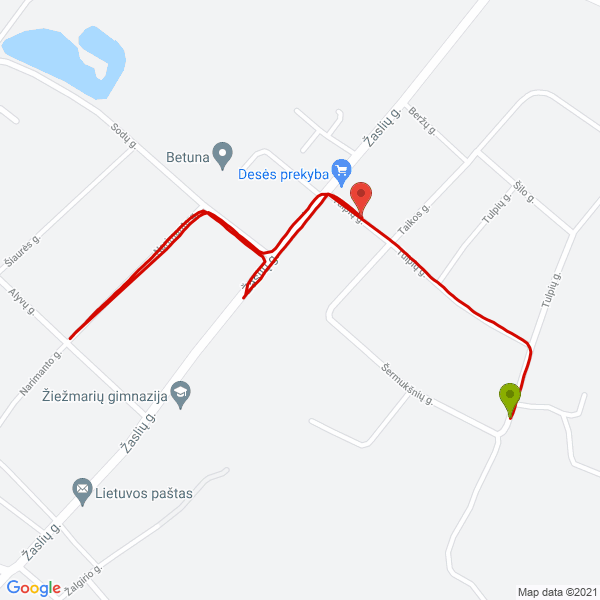 Beržų g.
Žaslių g.
Sodų g.
Betuna
Desės prekyba
Šilo g.
Tulpių g.
Taikos g.
Tulpių g.
Tulpių g.
Šiaurės g.
Žaslių g.
Tulpių g.
Alyvų g.
Narimanto g.
Šermukšnių g.
Žiežmarių gimnazija
Žaslių g.
Lietuvos paštas
Žaslių g.
Žalgirio g.
Google
Map data ©2021